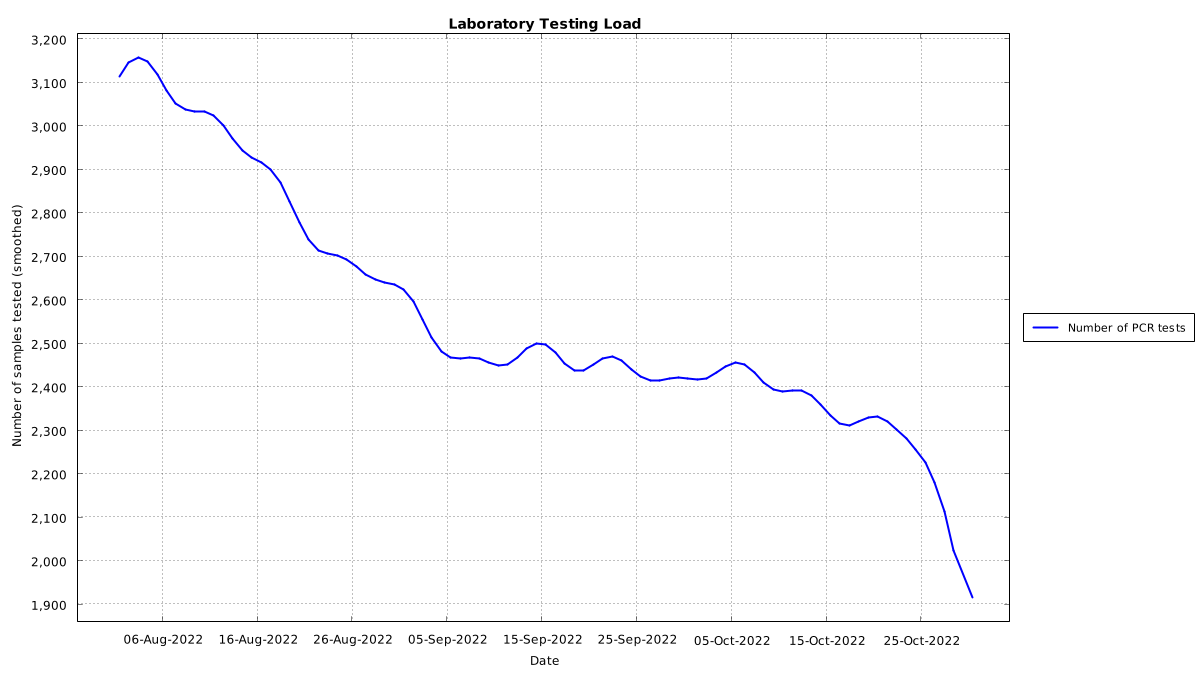 Laboratory Testing Load
3,200
3,100
3,000
2,900
2,800
2,700
2,600
2,500
2,400
2,300
2,200
2,100
2,000
1,900
Number of samples tested (smoothed)
06-Aug-2022 16-Aug-2022 26-Aug-2022 05-Sep-2022 15-Sep-2022 25-Sep-2022 05-Oct-2022 15-Oct-2022 25-Oct-2022
Date
Number of PCR tests